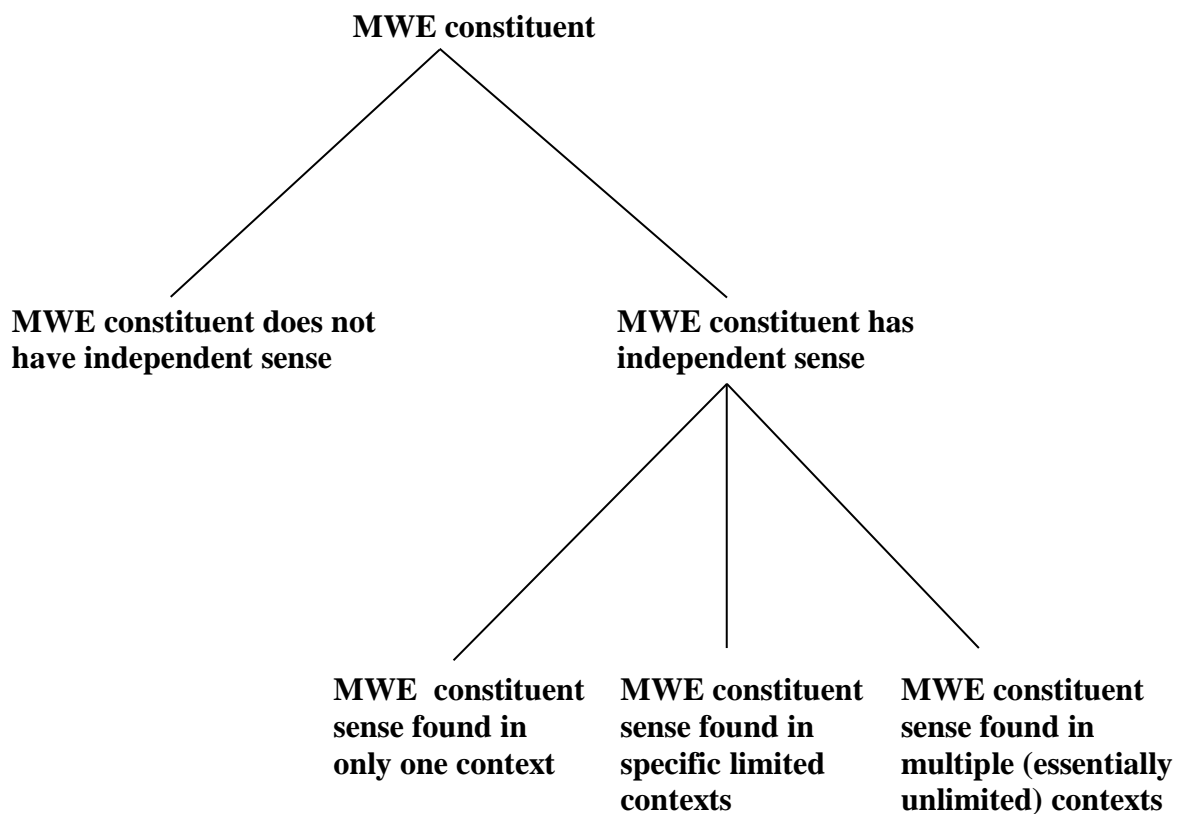 MWE constituent
MWE constituent does not
have independent sense
MWE constituent has
independent sense
MWE  constituent
sense found in
only one context
MWE constituent
sense found in
specific limited
contexts
MWE constituent
sense found in
multiple (essentially
unlimited) contexts